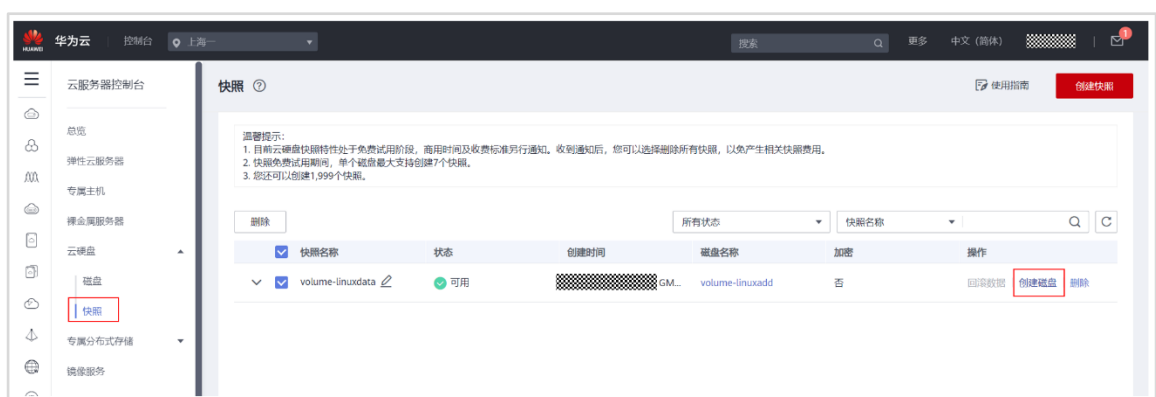 HUAWEI 华为云 控制台 上海一 搜索 更多 中文 (简体) 1
云服务器控制台
总览
弹性云服务器
专属主机
裸金属服务器
云硬盘
磁盘
快照
专属分布式存储
镜像服务
快照 使用指南 创建快照
温馨提示:
1. 目前云硬盘快照特性处于免费试用阶段，商用时间及收费标准另行通知。收到通知后，您可以选择删除所有快照，以免产生相关快照费用。
2. 快照免费试用期间，单个磁盘最大支持创建7个快照。
3. 您还可以创建1,999个快照。
删除 所有状态 快照名称
快照名称 状态 创建时间 磁盘名称 加密 操作
volume-linuxdata 可用 GM... volume-linuxadd 否 回滚数据 创建磁盘 删除